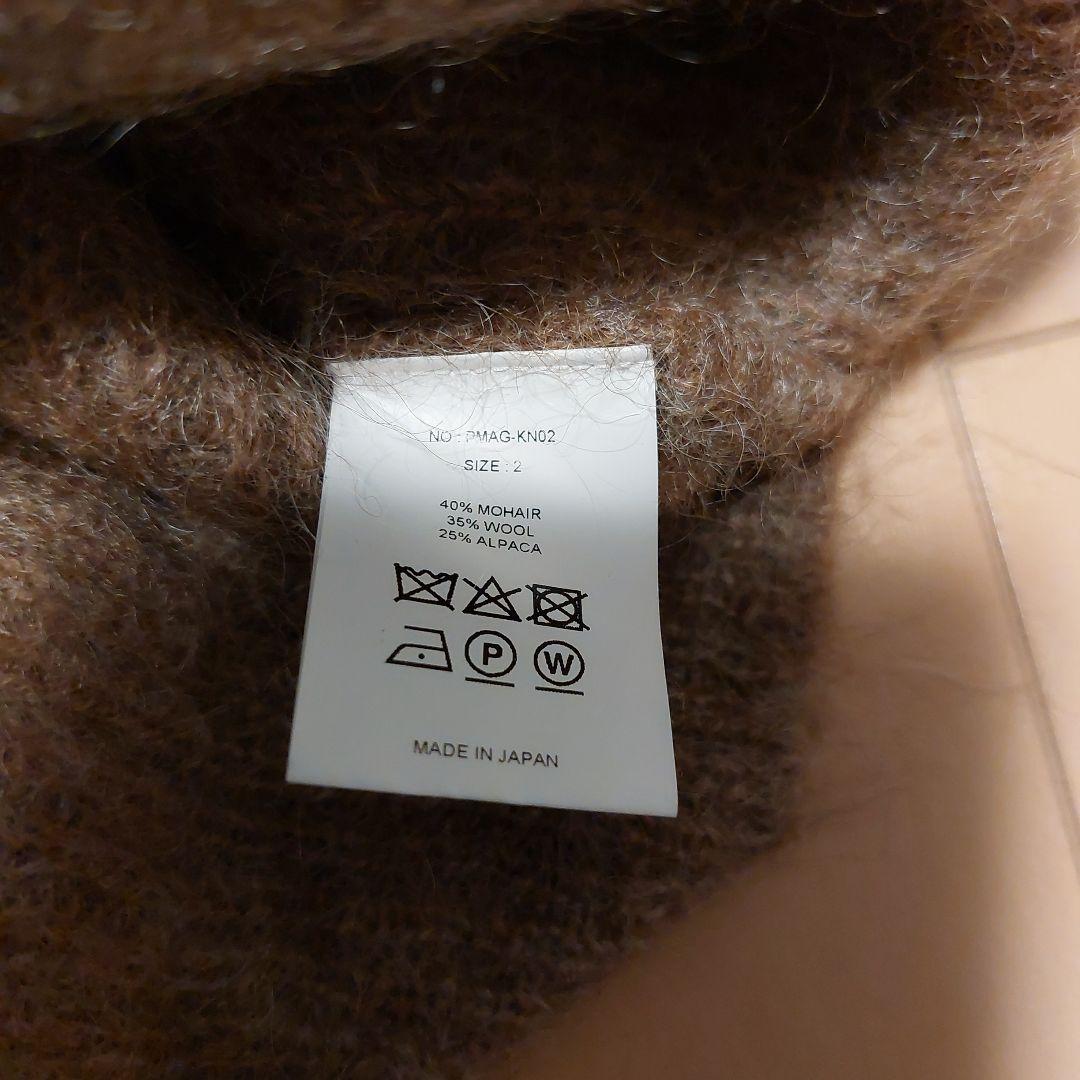 NO : PMAG-KN02
SIZE : 2
40% MOHAIR
35% WOOL
25% ALPACA
P W
MADE IN JAPAN